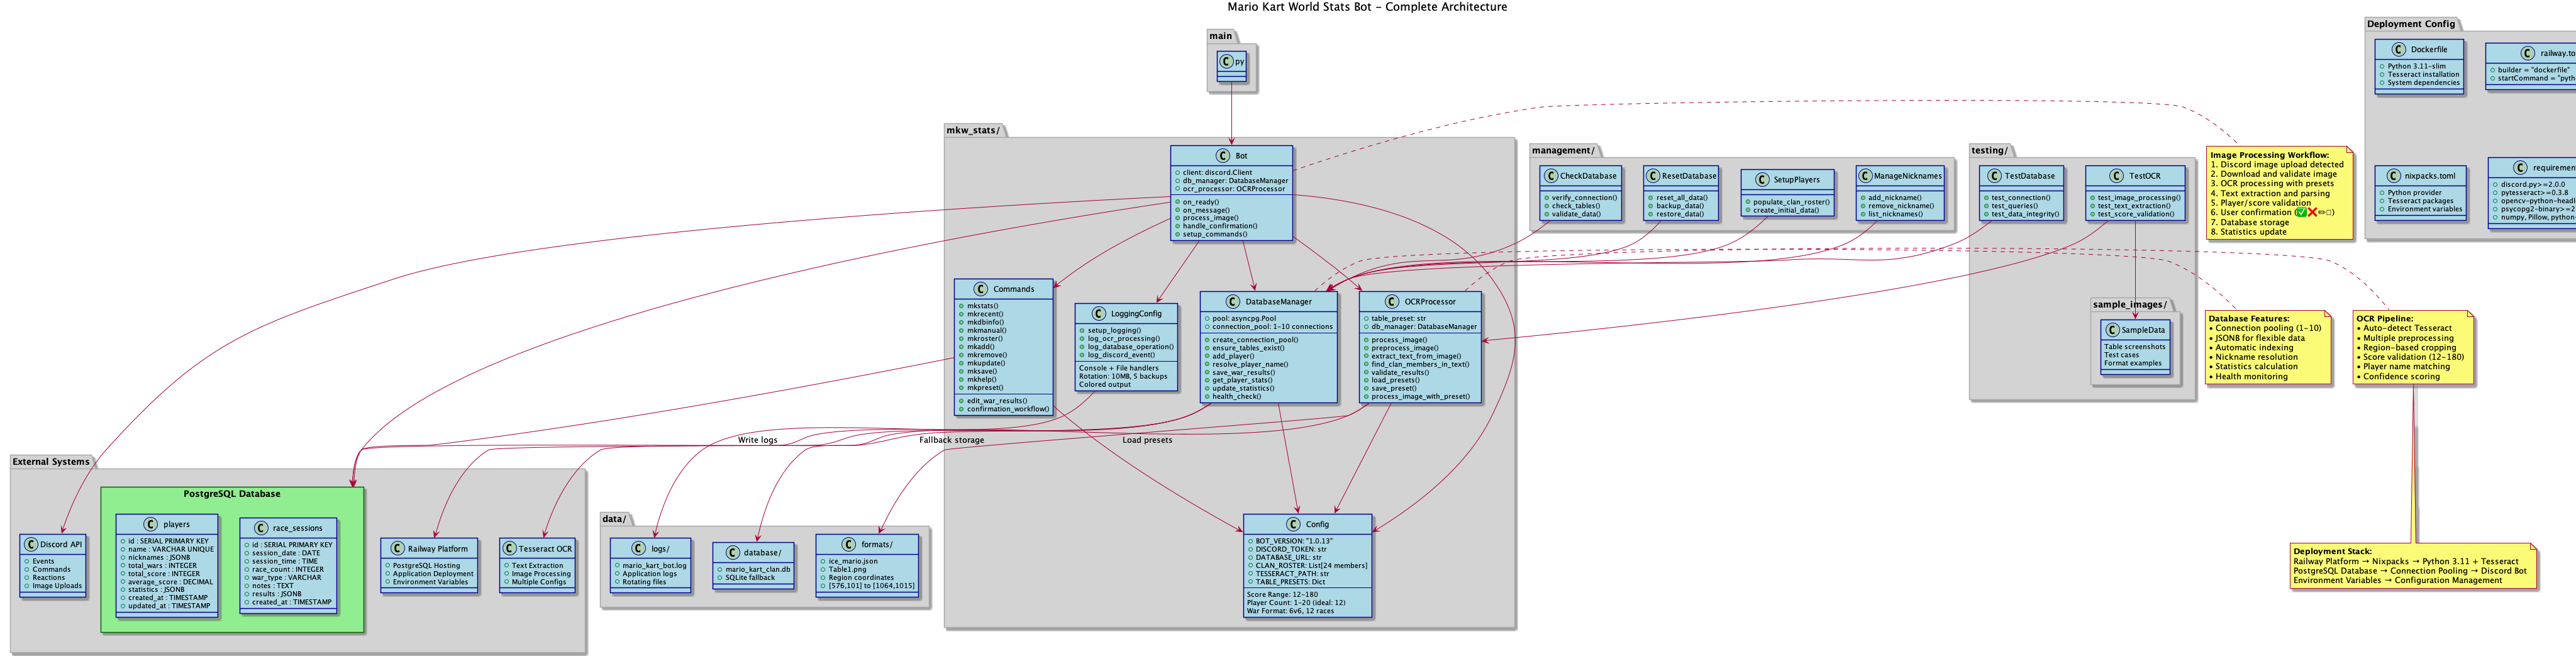 Mario Kart World Stats Bot - Complete Architecture
main
C py
mkw_stats/
C Bot
client: discord.Client
db_manager: DatabaseManager
ocr_processor: OCRProcessor
on_ready()
on_message()
process_image()
handle_confirmation()
setup_commands()
C Commands
mkstats()
mkrecent()
mkdbinfo()
mkmanual()
mkroster()
mkadd()
mkremove()
mkupdate()
mksave()
mkhelp()
mkpreset()
edit_war_results()
confirmation_workflow()
C LoggingConfig
setup_logging()
log_ocr_processing()
log_database_operation()
log_discord_event()
Console + File handlers
Rotation: 10MB, 5 backups
Colored output
C DatabaseManager
pool: asyncpg.Pool
connection_pool: 1-10 connections
create_connection_pool()
ensure_tables_exist()
add_player()
resolve_player_name()
save_war_results()
get_player_stats()
update_statistics()
health_check()
C OCRProcessor
table_preset: str
db_manager: DatabaseManager
process_image()
preprocess_image()
extract_text_from_image()
find_clan_members_in_text()
validate_results()
load_presets()
save_preset()
process_image_with_preset()
C Config
BOT_VERSION: "1.0.13"
DISCORD_TOKEN: str
DATABASE_URL: str
CLAN_ROSTER: List[24 members]
TESSERACT_PATH: str
TABLE_PRESETS: Dict
Score Range: 12-180
Player Count: 1-20 (ideal: 12)
War Format: 6v6, 12 races
management/
C CheckDatabase
verify_connection()
check_tables()
validate_data()
C ResetDatabase
reset_all_data()
backup_data()
restore_data()
C SetupPlayers
populate_clan_roster()
create_initial_data()
C ManageNicknames
add_nickname()
remove_nickname()
list_nicknames()
testing/
C TestDatabase
test_connection()
test_queries()
test_data_integrity()
C TestOCR
test_image_processing()
test_text_extraction()
test_score_validation()
sample_images/
C SampleData
Table screenshots
Test cases
Format examples
Image Processing Workflow:
1. Discord image upload detected
2. Download and validate image
3. OCR processing with presets
4. Text extraction and parsing
5. Player/score validation
6. User confirmation (✅❌✏□)
7. Database storage
8. Statistics update
Database Features:
• Connection pooling (1-10)
• JSONB for flexible data
• Automatic indexing
• Nickname resolution
• Statistics calculation
• Health monitoring
OCR Pipeline:
• Auto-detect Tesseract
• Multiple preprocessing
• Region-based cropping
• Score validation (12-180)
• Player name matching
• Confidence scoring
Deployment Config
C Dockerfile
Python 3.11-slim
Tesseract installation
System dependencies
C railway.to
builder = "dockerfile"
startCommand = "pyth
C nixpacks.toml
Python provider
Tesseract packages
Environment variables
C requiremen
discord.py>=2.0.0
pytesseract>=0.3.8
opencv-python-headl
psycopg2-binary>=2
numpy, Pillow, python-
Deployment Stack:
Railway Platform → Nixpacks → Python 3.11 + Tesseract
PostgreSQL Database → Connection Pooling → Discord Bot
Environment Variables → Configuration Management
Write logs
Fallback storage
Load presets
External Systems
C Discord API
Events
Commands
Reactions
Image Uploads
PostgreSQL Database
C players
id : SERIAL PRIMARY KEY
name : VARCHAR UNIQUE
nicknames : JSONB
total_wars : INTEGER
total_score : INTEGER
average_score : DECIMAL
statistics : JSONB
created_at : TIMESTAMP
updated_at : TIMESTAMP
C race_sessions
id : SERIAL PRIMARY KEY
session_date : DATE
session_time : TIME
race_count : INTEGER
war_type : VARCHAR
notes : TEXT
results : JSONB
created_at : TIMESTAMP
C Railway Platform
PostgreSQL Hosting
Application Deployment
Environment Variables
C Tesseract OCR
Text Extraction
Image Processing
Multiple Configs
data/
C logs/
mario_kart_bot.log
Application logs
Rotating files
C database/
mario_kart_clan.db
SQLite fallback
C formats/
ice_mario.json
Table1.png
Region coordinates
[576,101] to [1064,1015]